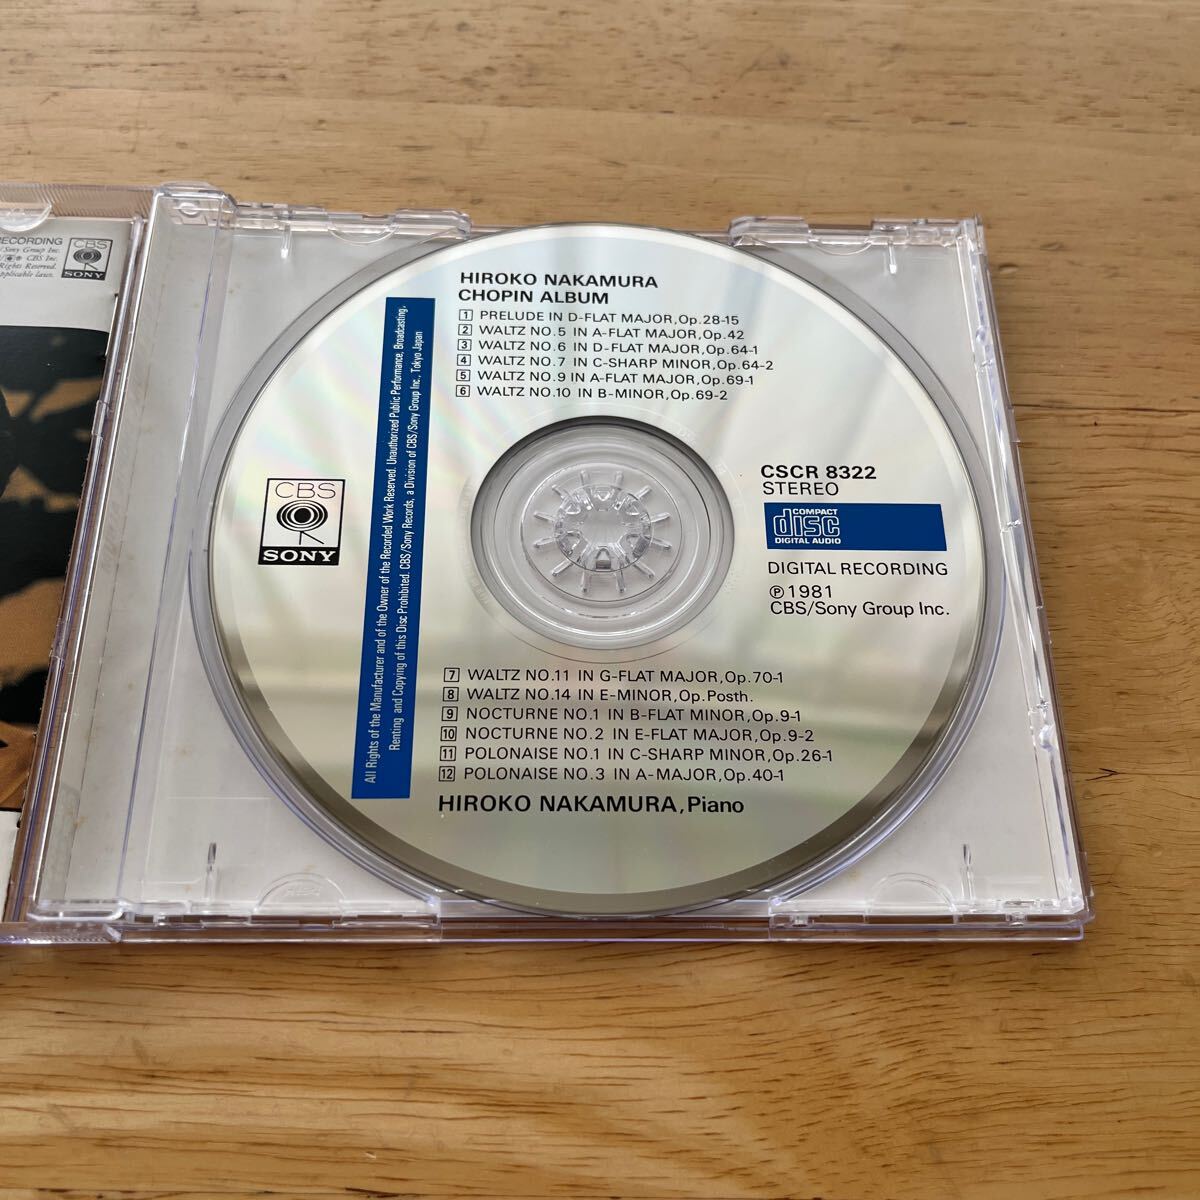 RECORDING
Sony Group Inc.
CBS Inc.
Rights Reserved.
applicable laws.
CBS
SONY
HIROKO NAKAMURA
CHOPIN ALBUM
1 PRELUDE IN D-FLAT MAJOR,Op.28-15
2 WALTZ NO.5 IN A-FLAT MAJOR,Op.42
3 WALTZ NO.6 IN D-FLAT MAJOR,Op.64-1
4 WALTZ NO.7 IN C-SHARP MINOR,Op.64-2
5 WALTZ NO.9 IN A-FLAT MAJOR,Op.69-1
6 WALTZ NO.10 IN B-MINOR,Op.69-2
All Rights of the Manufacturer and of the Owner of the Recorded Work Reserved. Unauthorized Public Performance, Broadcasting,
Renting and Copying of this Disc Prohibited. CBS/Sony Records, a Division of CBS/Sony Group Inc., Tokyo Japan
CBS
SONY
CSCR 8322
STEREO
COMPACT
disc
DIGITAL AUDIO
DIGITAL RECORDING
Ⓟ1981
CBS/Sony Group Inc.
7 WALTZ NO.11 IN G-FLAT MAJOR,Op.70-1
8 WALTZ NO.14 IN E-MINOR,Op.Posth.
9 NOCTURNE NO.1 IN B-FLAT MINOR,Op.9-1
10 NOCTURNE NO.2 IN E-FLAT MAJOR,Op.9-2
11 POLONAISE NO.1 IN C-SHARP MINOR,Op.26-1
12 POLONAISE NO.3 IN A-MAJOR,Op.40-1
HIROKO NAKAMURA,Piano